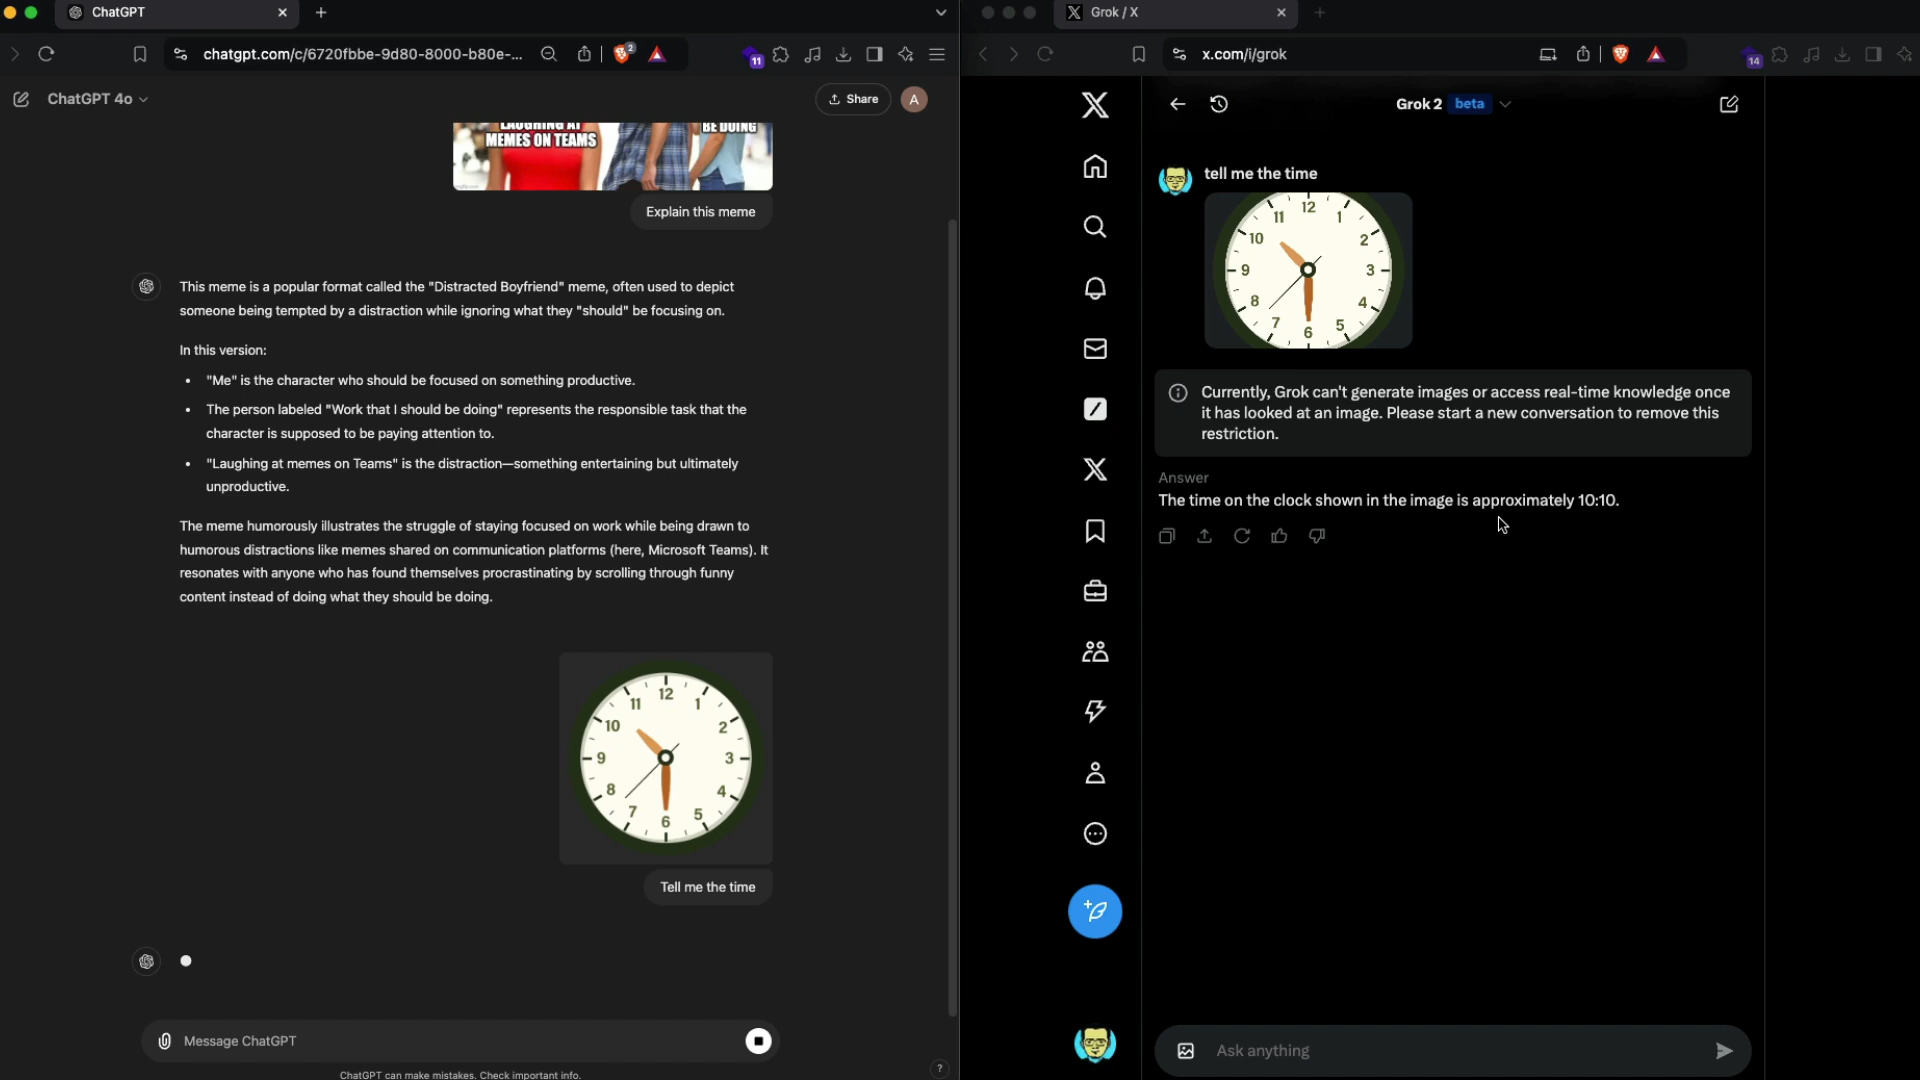 ChatGPT
chatgpt.com/c/6720fbbe-9d80-8000-b80e-...
2
11
ChatGPT 4o
Share
A
LAUGHING AT
MEMES ON TEAMS
BE DOING
Explain this meme
This meme is a popular format called the "Distracted Boyfriend" meme, often used to depict
someone being tempted by a distraction while ignoring what they "should" be focusing on.
In this version:
• "Me" is the character who should be focused on something productive.
• The person labeled "Work that I should be doing" represents the responsible task that the
character is supposed to be paying attention to.
• "Laughing at memes on Teams" is the distraction—something entertaining but ultimately
unproductive.
The meme humorously illustrates the struggle of staying focused on work while being drawn to
humorous distractions like memes shared on communication platforms (here, Microsoft Teams). It
resonates with anyone who has found themselves procrastinating by scrolling through funny
content instead of doing what they should be doing.
12
1
2
3
4
5
6
7
8
9
10
11
Tell me the time
Message ChatGPT
ChatGPT can make mistakes. Check important info.
?
Grok / X
x.com/i/grok
14
Grok 2 beta
tell me the time
12
1
2
3
4
5
6
7
8
9
10
11
Currently, Grok can't generate images or access real-time knowledge once
it has looked at an image. Please start a new conversation to remove this
restriction.
Answer
The time on the clock shown in the image is approximately 10:10.
Ask anything